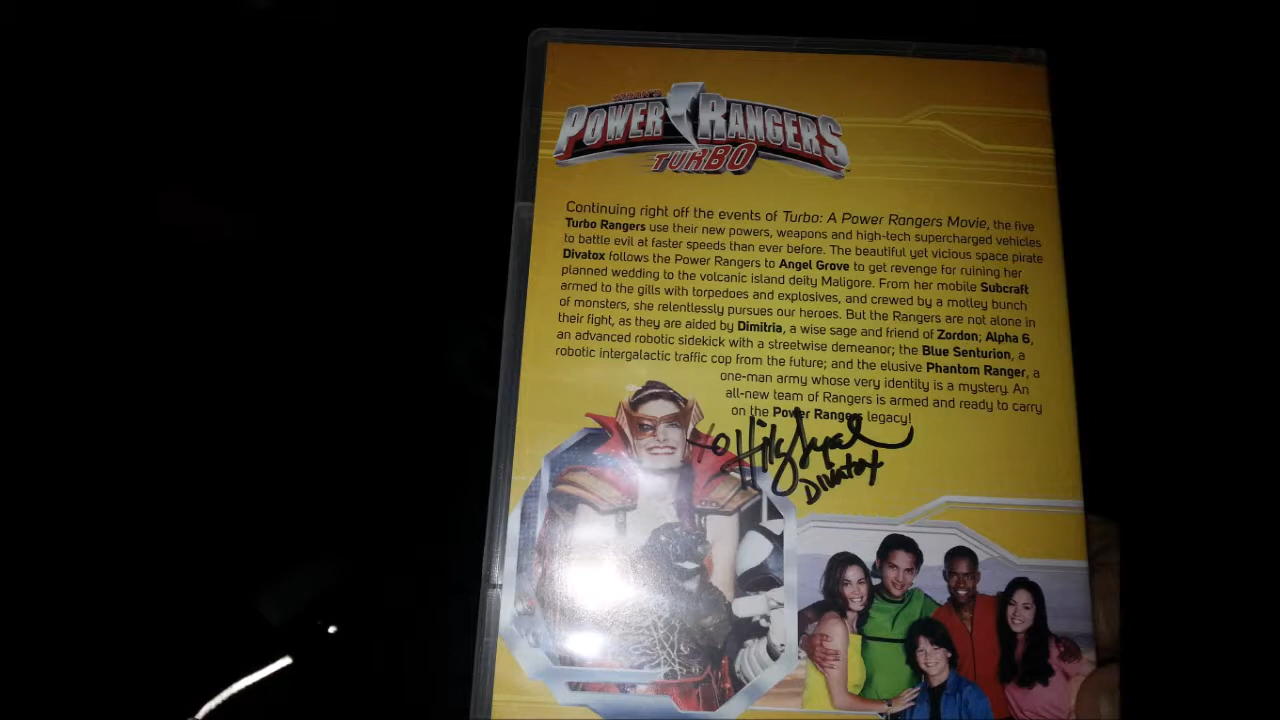 SABAN'S
POWER RANGERS
TURBO
Continuing right off the events of Turbo: A Power Rangers Movie, the five
Turbo Rangers use their new powers, weapons and high-tech supercharged vehicles
to battle evil at faster speeds than ever before. The beautiful yet vicious space pirate
Divatox follows the Power Rangers to Angel Grove to get revenge for ruining her
planned wedding to the volcanic island deity Maligore. From her mobile Subcraft
armed to the gills with torpedoes and explosives, and crewed by a motley bunch
of monsters, she relentlessly pursues our heroes. But the Rangers are not alone in
their fight, as they are aided by Dimitria, a wise sage and friend of Zordon; Alpha 6,
an advanced robotic sidekick with a streetwise demeanor; the Blue Senturion, a
robotic intergalactic traffic cop from the future; and the elusive Phantom Ranger, a
one-man army whose very identity is a mystery. An
all-new team of Rangers is armed and ready to carry
on the Power Rangers legacy!
to
Divatox